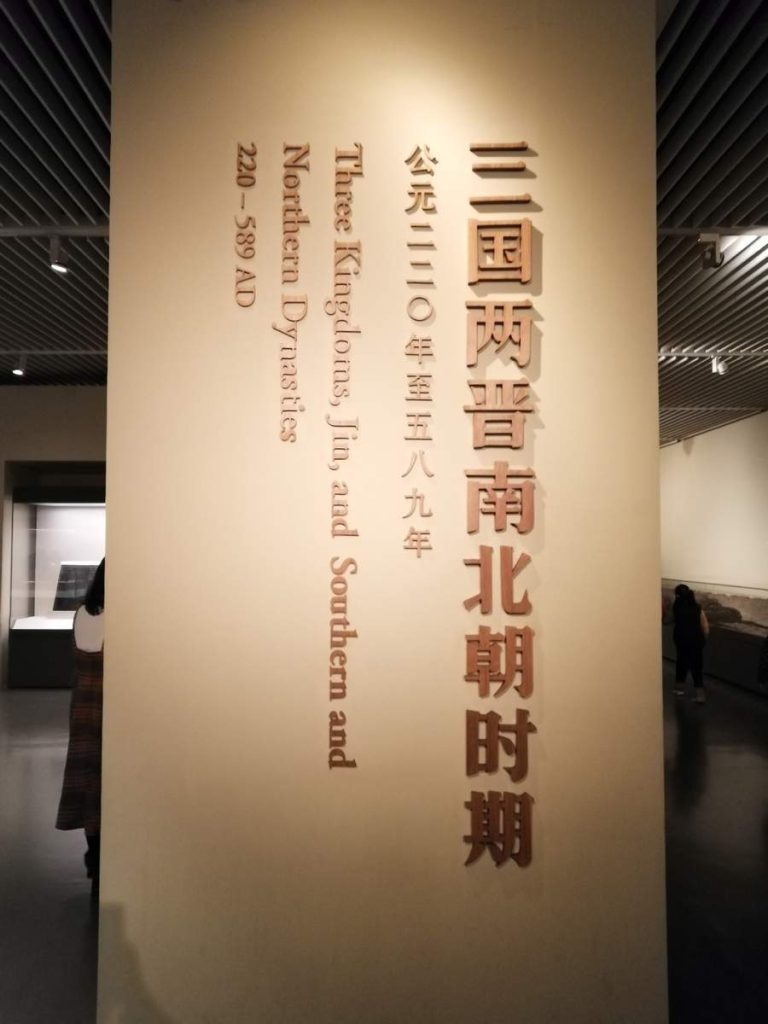 三国两晋南北朝时期
公元二二〇年至五八九年
Three Kingdoms, Jin, and Southern and
Northern Dynasties
220 – 589 AD